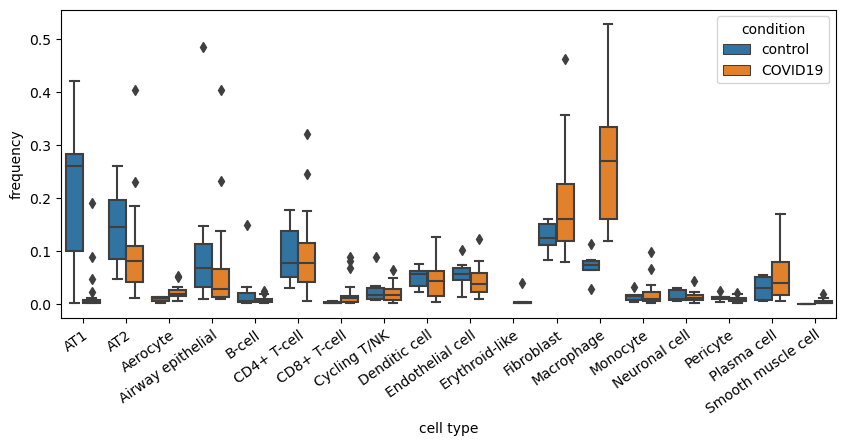 condition
control
COVID19
frequency
0.5
0.4
0.3
0.2
0.1
0.0
AT1
AT2
Aerocyte
Airway epithelial
B-cell
CD4+ T-cell
CD8+ T-cell
Cycling T/NK
Denditic cell
Endothelial cell
Erythroid-like
Fibroblast
Macrophage
Monocyte
Neuronal cell
Pericyte
Plasma cell
Smooth muscle cell
cell type